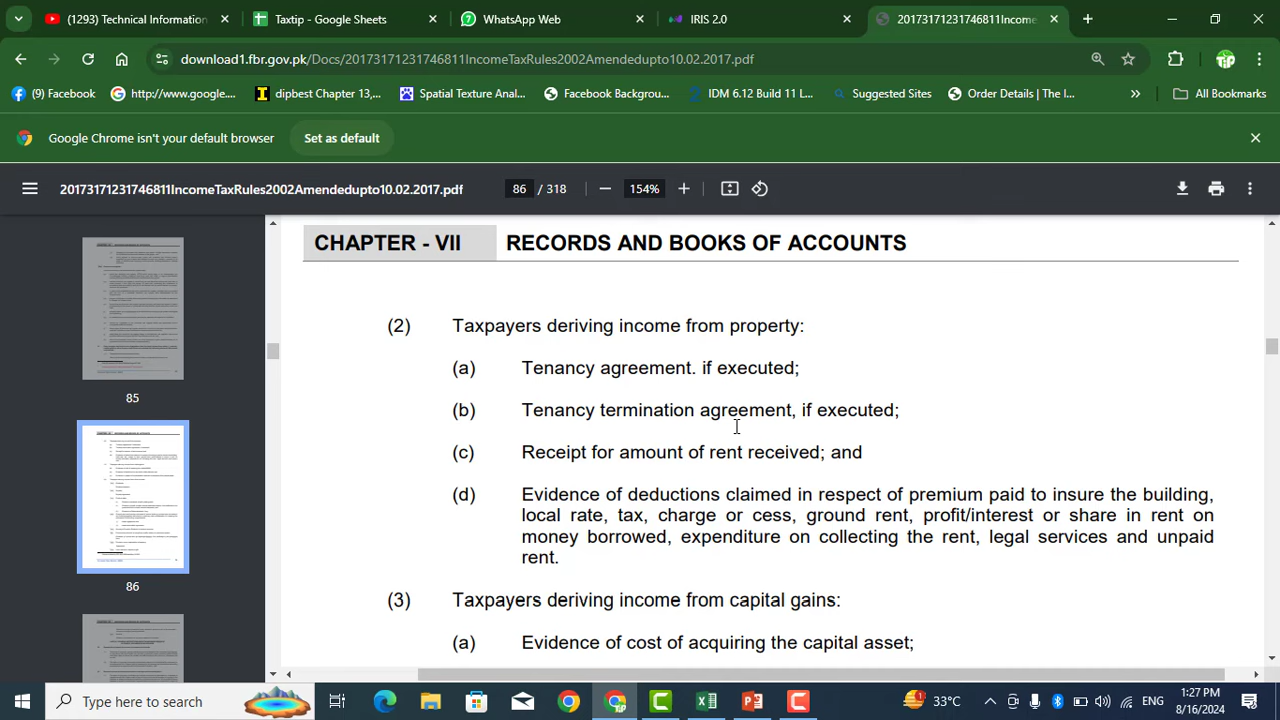 (1293) Technical Information
Taxtip - Google Sheets
WhatsApp Web
IRIS 2.0
20173171231746811Incom
download1.fbr.gov.pk/Docs/20173171231746811IncomeTaxRules2002Amendedupto10.02.2017.pdf
(9) Facebook
http://www.google....
dipbest Chapter 13,...
Spatial Texture Anal...
Facebook Backgrou...
IDM 6.12 Build 11 L...
Suggested Sites
Order Details | The I...
All Bookmarks
Google Chrome isn't your default browser
Set as default
20173171231746811IncomeTaxRules2002Amendedupto10.02.2017.pdf
86 / 318
154%
CHAPTER - VII RECORDS AND BOOKS OF ACCOUNTS
(2) Taxpayers deriving income from property:
(a) Tenancy agreement. if executed;
(b) Tenancy termination agreement, if executed;
(c) Receipt for amount of rent received; and
(d) Evidence of deductions claimed in respect of premium paid to insure the building,
local rate, tax, charge or cess, ground rent, profit/interest or share in rent on
money borrowed, expenditure on collecting the rent, legal services and unpaid
rent.
(3) Taxpayers deriving income from capital gains:
(a) Evidence of cost of acquiring the capital asset;
85
86
Type here to search
33°C
ENG
1:27 PM
8/16/2024